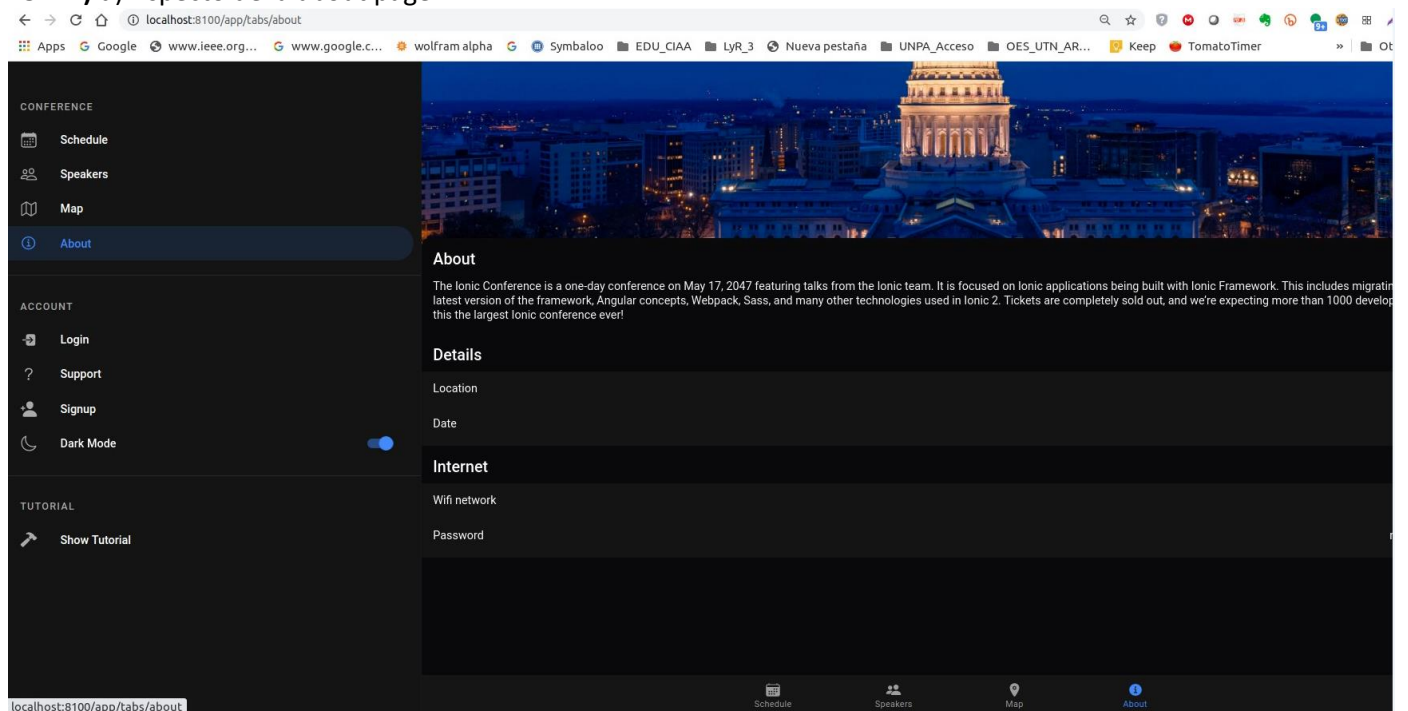 localhost:8100/app/tabs/about
Apps Google www.ieee.org... www.google.c... wolfram alpha Symbaloo EDU_CIAA LyR_3 Nueva pestaña UNPA_Acceso OES_UTN_AR... Keep TomatoTimer » Ot
CONFERENCE
Schedule
Speakers
Map
About
ACCOUNT
Login
Support
Signup
Dark Mode
TUTORIAL
Show Tutorial
About
The Ionic Conference is a one-day conference on May 17, 2047 featuring talks from the Ionic team. It is focused on Ionic applications being built with Ionic Framework. This includes migratin
latest version of the framework, Angular concepts, Webpack, Sass, and many other technologies used in Ionic 2. Tickets are completely sold out, and we're expecting more than 1000 develop
this the largest Ionic conference ever!
Details
Location
Date
Internet
Wifi network
Password
Schedule Speakers Map About
localhost:8100/app/tabs/about